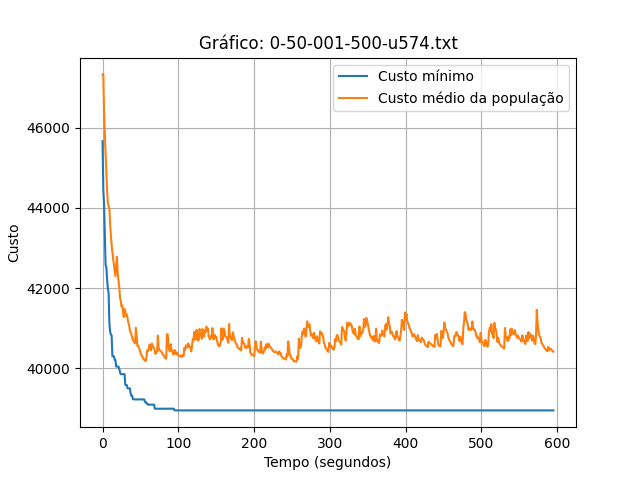 Gráfico: 0-50-001-500-u574.txt
Custo mínimo
Custo médio da população
Custo
46000
44000
42000
40000
0 100 200 300 400 500 600
Tempo (segundos)